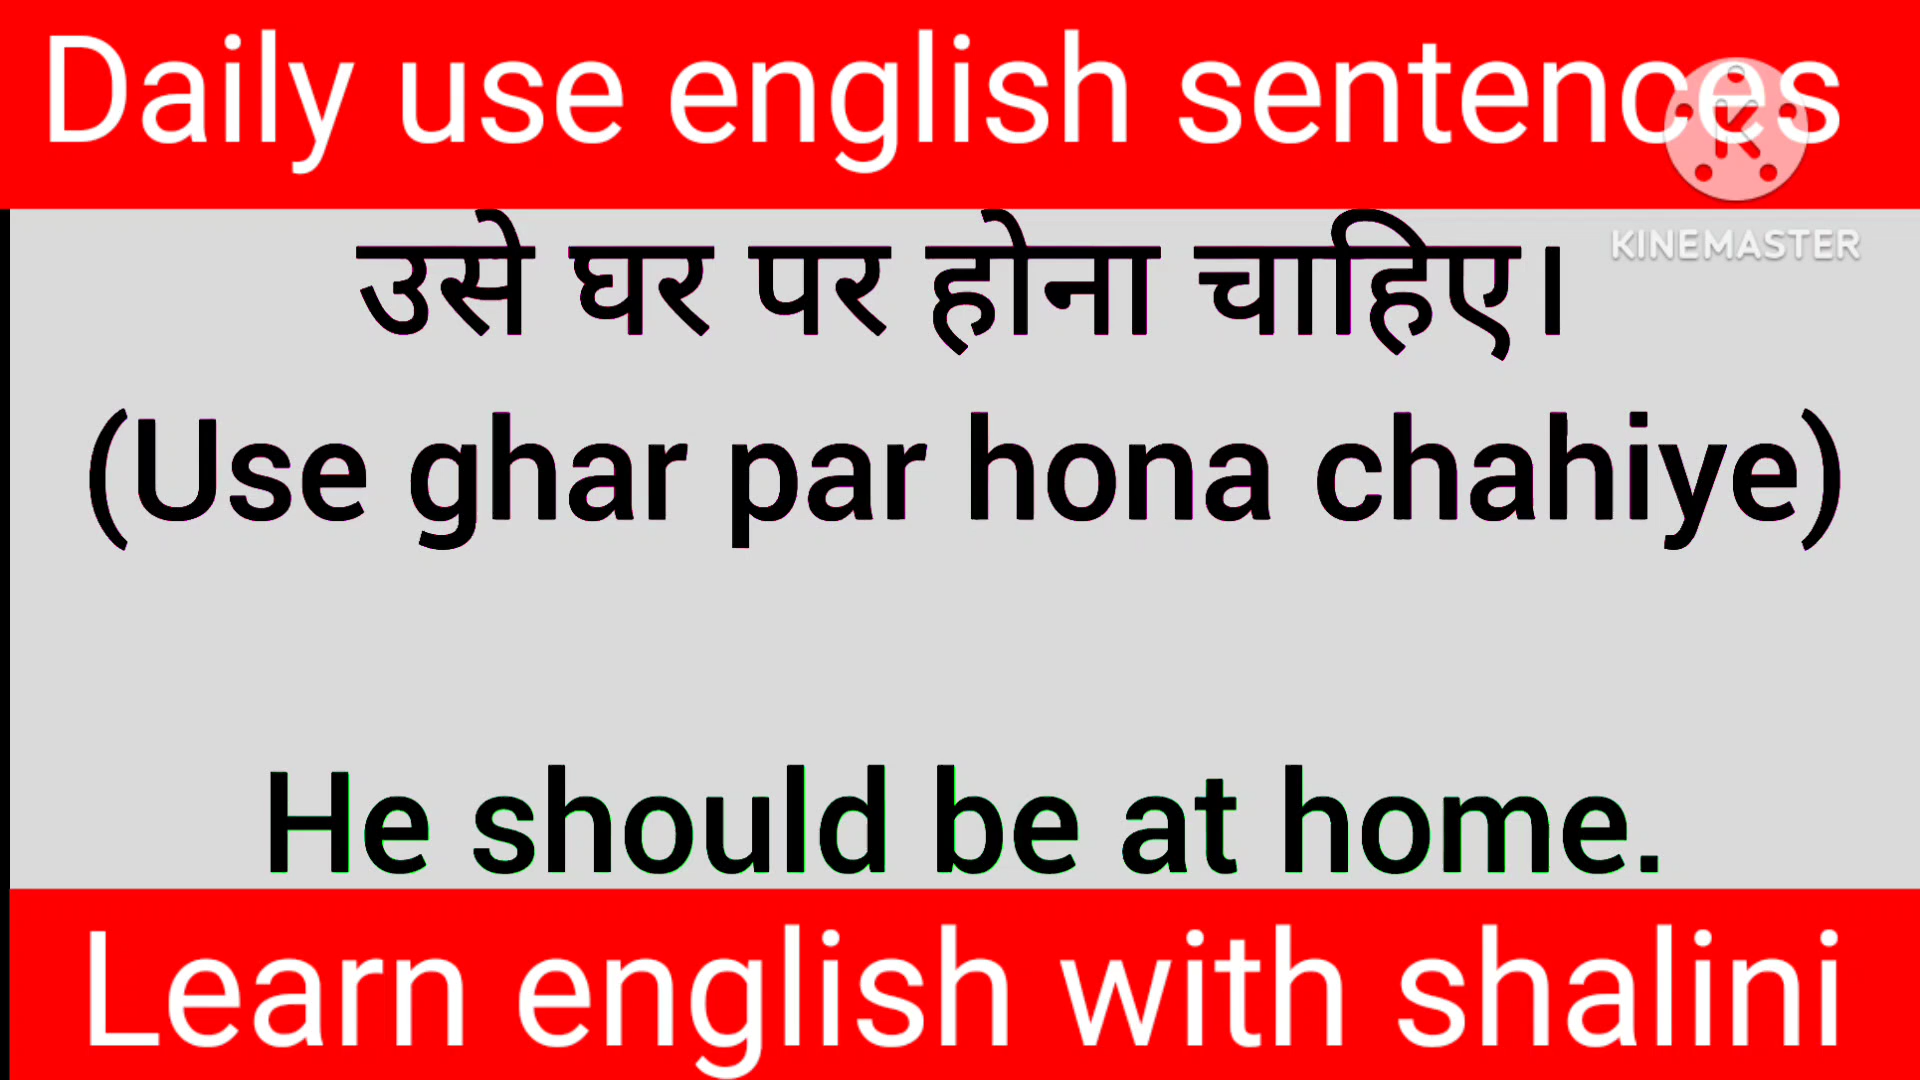 Daily use english sentences
KINEMASTER
उसे घर पर होना चाहिए।
(Use ghar par hona chahiye)
He should be at home.
Learn english with shalini